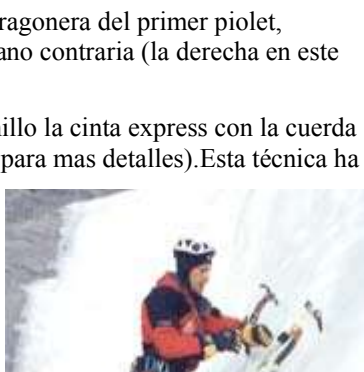 ragonera del primer piolet,
ano contraria (la derecha en este
illo la cinta express con la cuerda
para mas detalles).Esta técnica ha